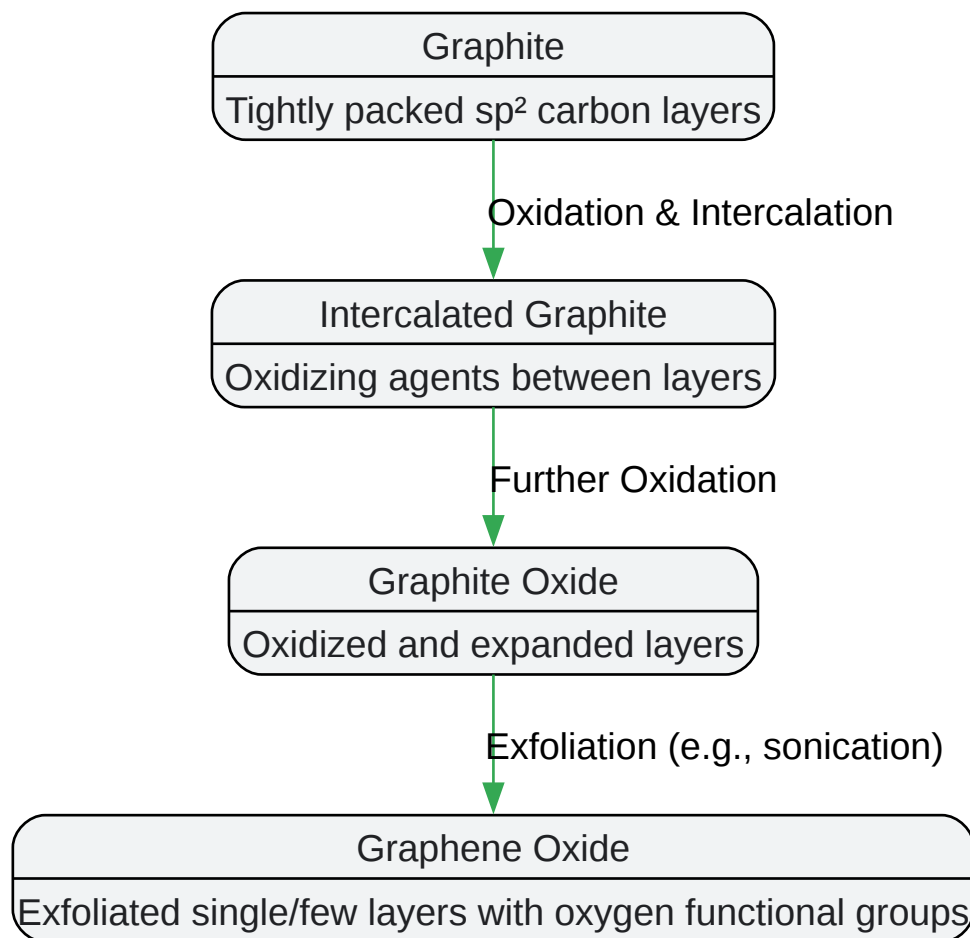 Graphite
Tightly packed sp² carbon layers
Oxidation & Intercalation
Intercalated Graphite
Oxidizing agents between layers
Further Oxidation
Graphite Oxide
Oxidized and expanded layers
Exfoliation (e.g., sonication)
Graphene Oxide
Exfoliated single/few layers with oxygen functional groups